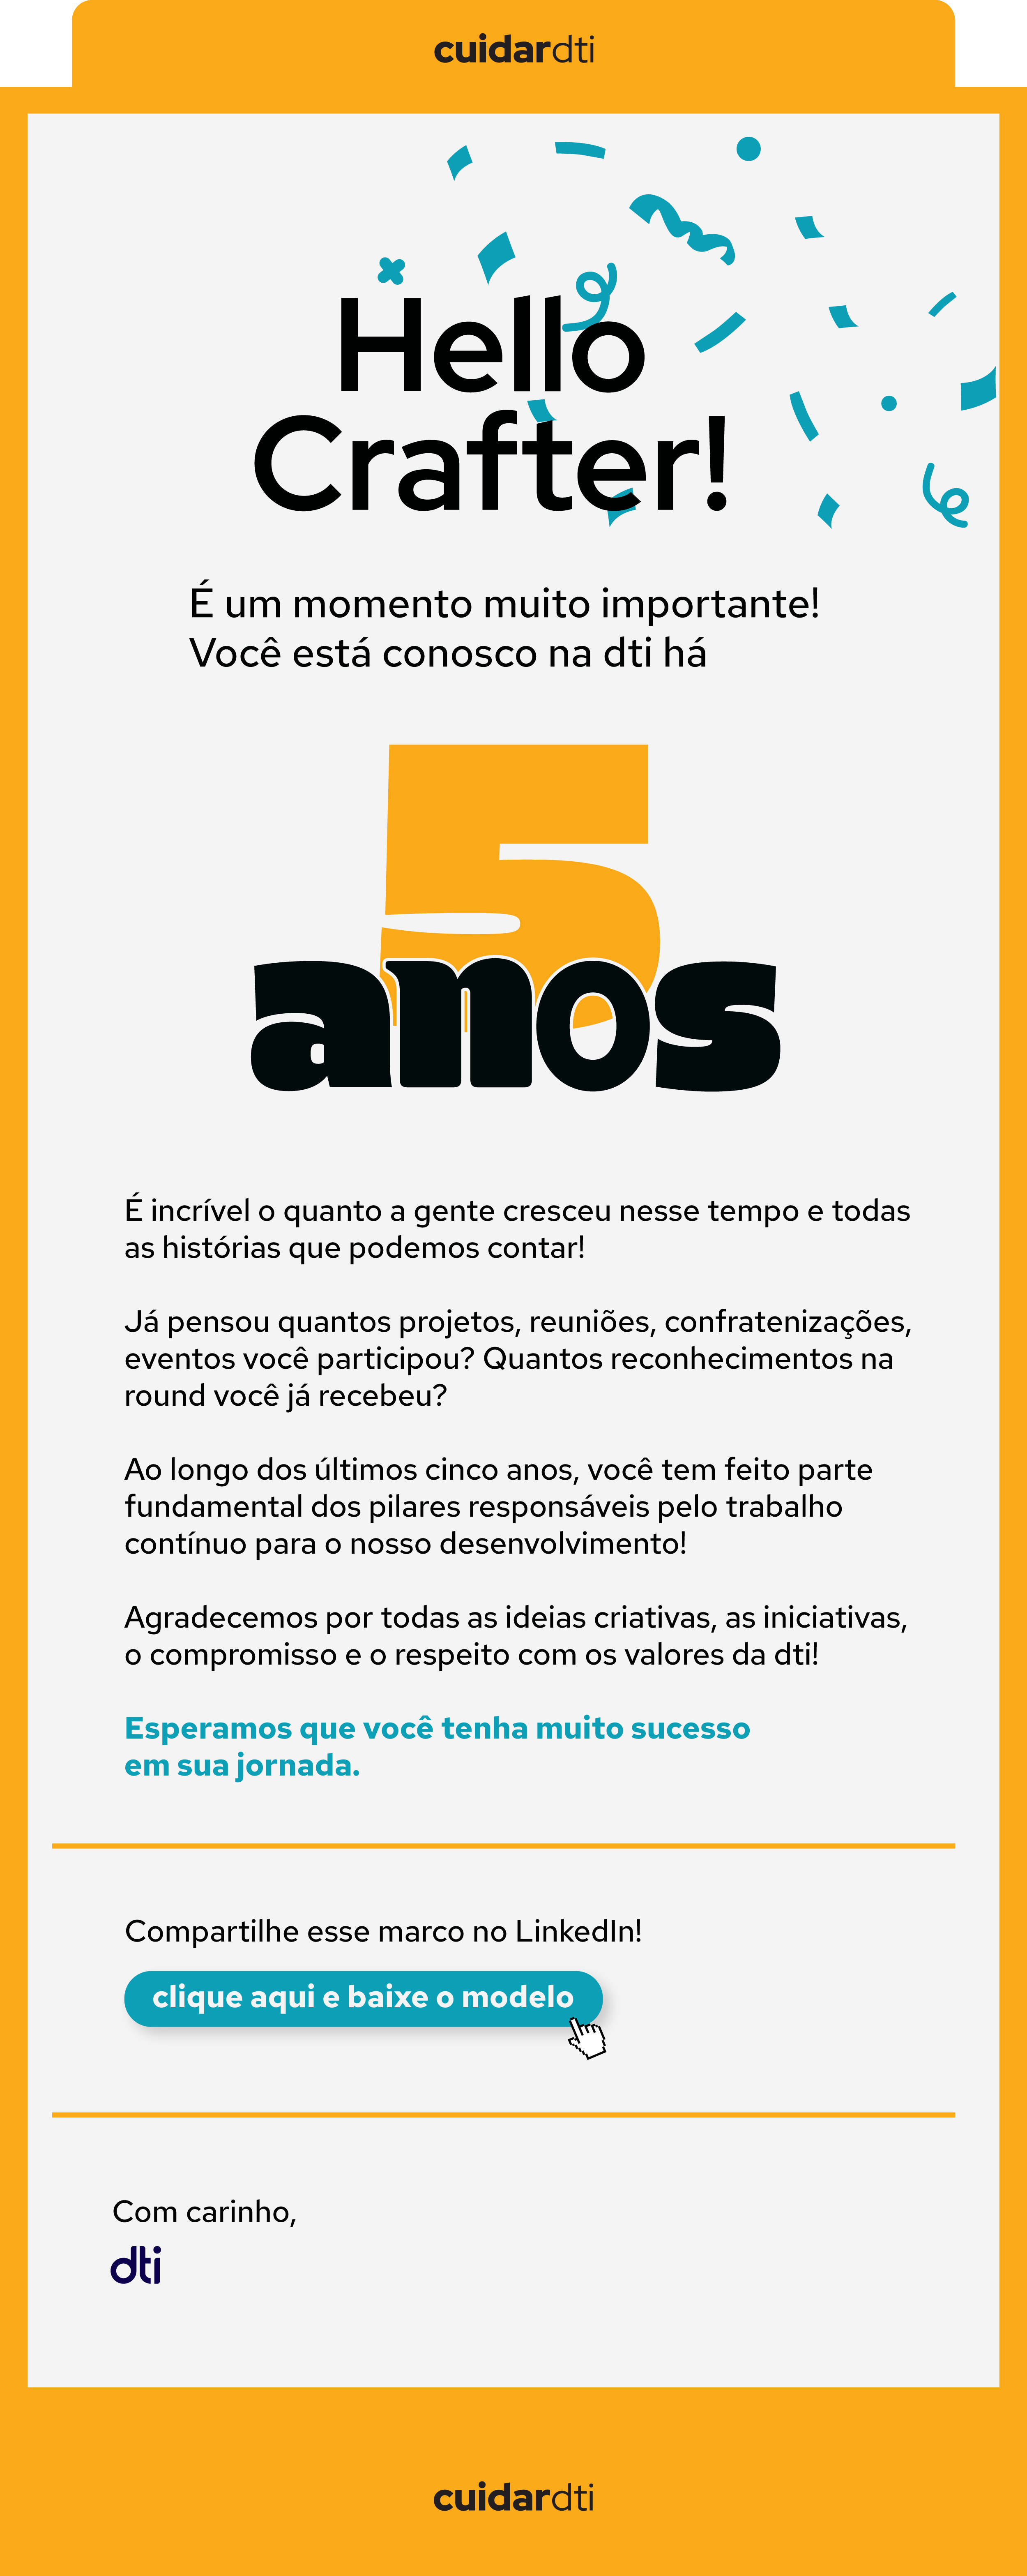 cuidardti
Hello
Crafter!
É um momento muito importante!
Você está conosco na dti há
5
anos
É incrível o quanto a gente cresceu nesse tempo e todas
as histórias que podemos contar!
Já pensou quantos projetos, reuniões, confratenizações,
eventos você participou? Quantos reconhecimentos na
round você já recebeu?
Ao longo dos últimos cinco anos, você tem feito parte
fundamental dos pilares responsáveis pelo trabalho
contínuo para o nosso desenvolvimento!
Agradecemos por todas as ideias criativas, as iniciativas,
o compromisso e o respeito com os valores da dti!
Esperamos que você tenha muito sucesso
em sua jornada.
Compartilhe esse marco no LinkedIn!
clique aqui e baixe o modelo
Com carinho,
dti
cuidardti